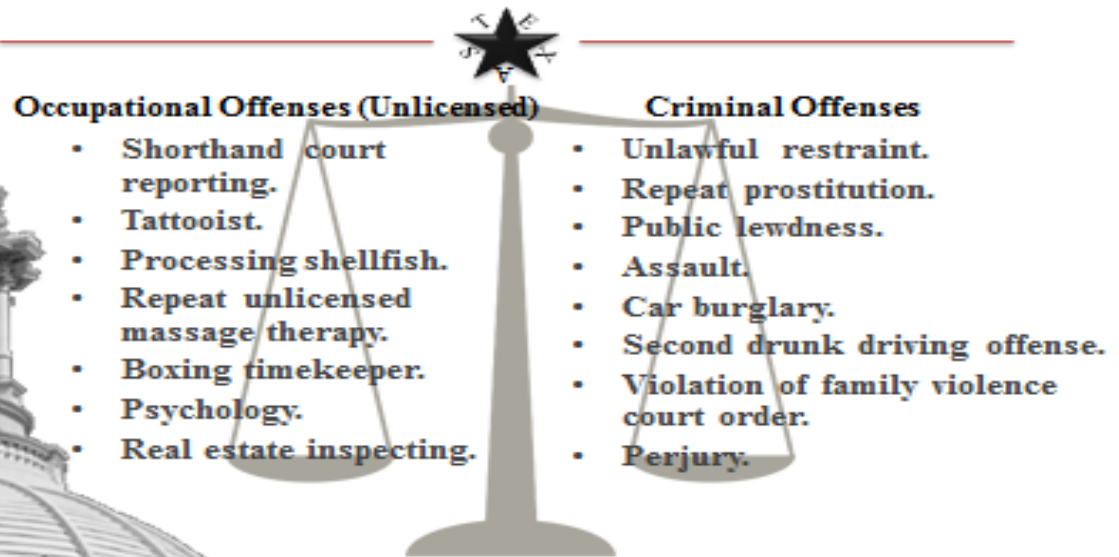 TEXAS
Occupational Offenses (Unlicensed)
• Shorthand court
reporting.
• Tattooist.
• Processing shellfish.
• Repeat unlicensed
massage therapy.
• Boxing timekeeper.
• Psychology.
• Real estate inspecting.
Criminal Offenses
• Unlawful restraint.
• Repeat prostitution.
• Public lewdness.
• Assault.
• Car burglary.
• Second drunk driving offense.
• Violation of family violence
court order.
• Perjury.